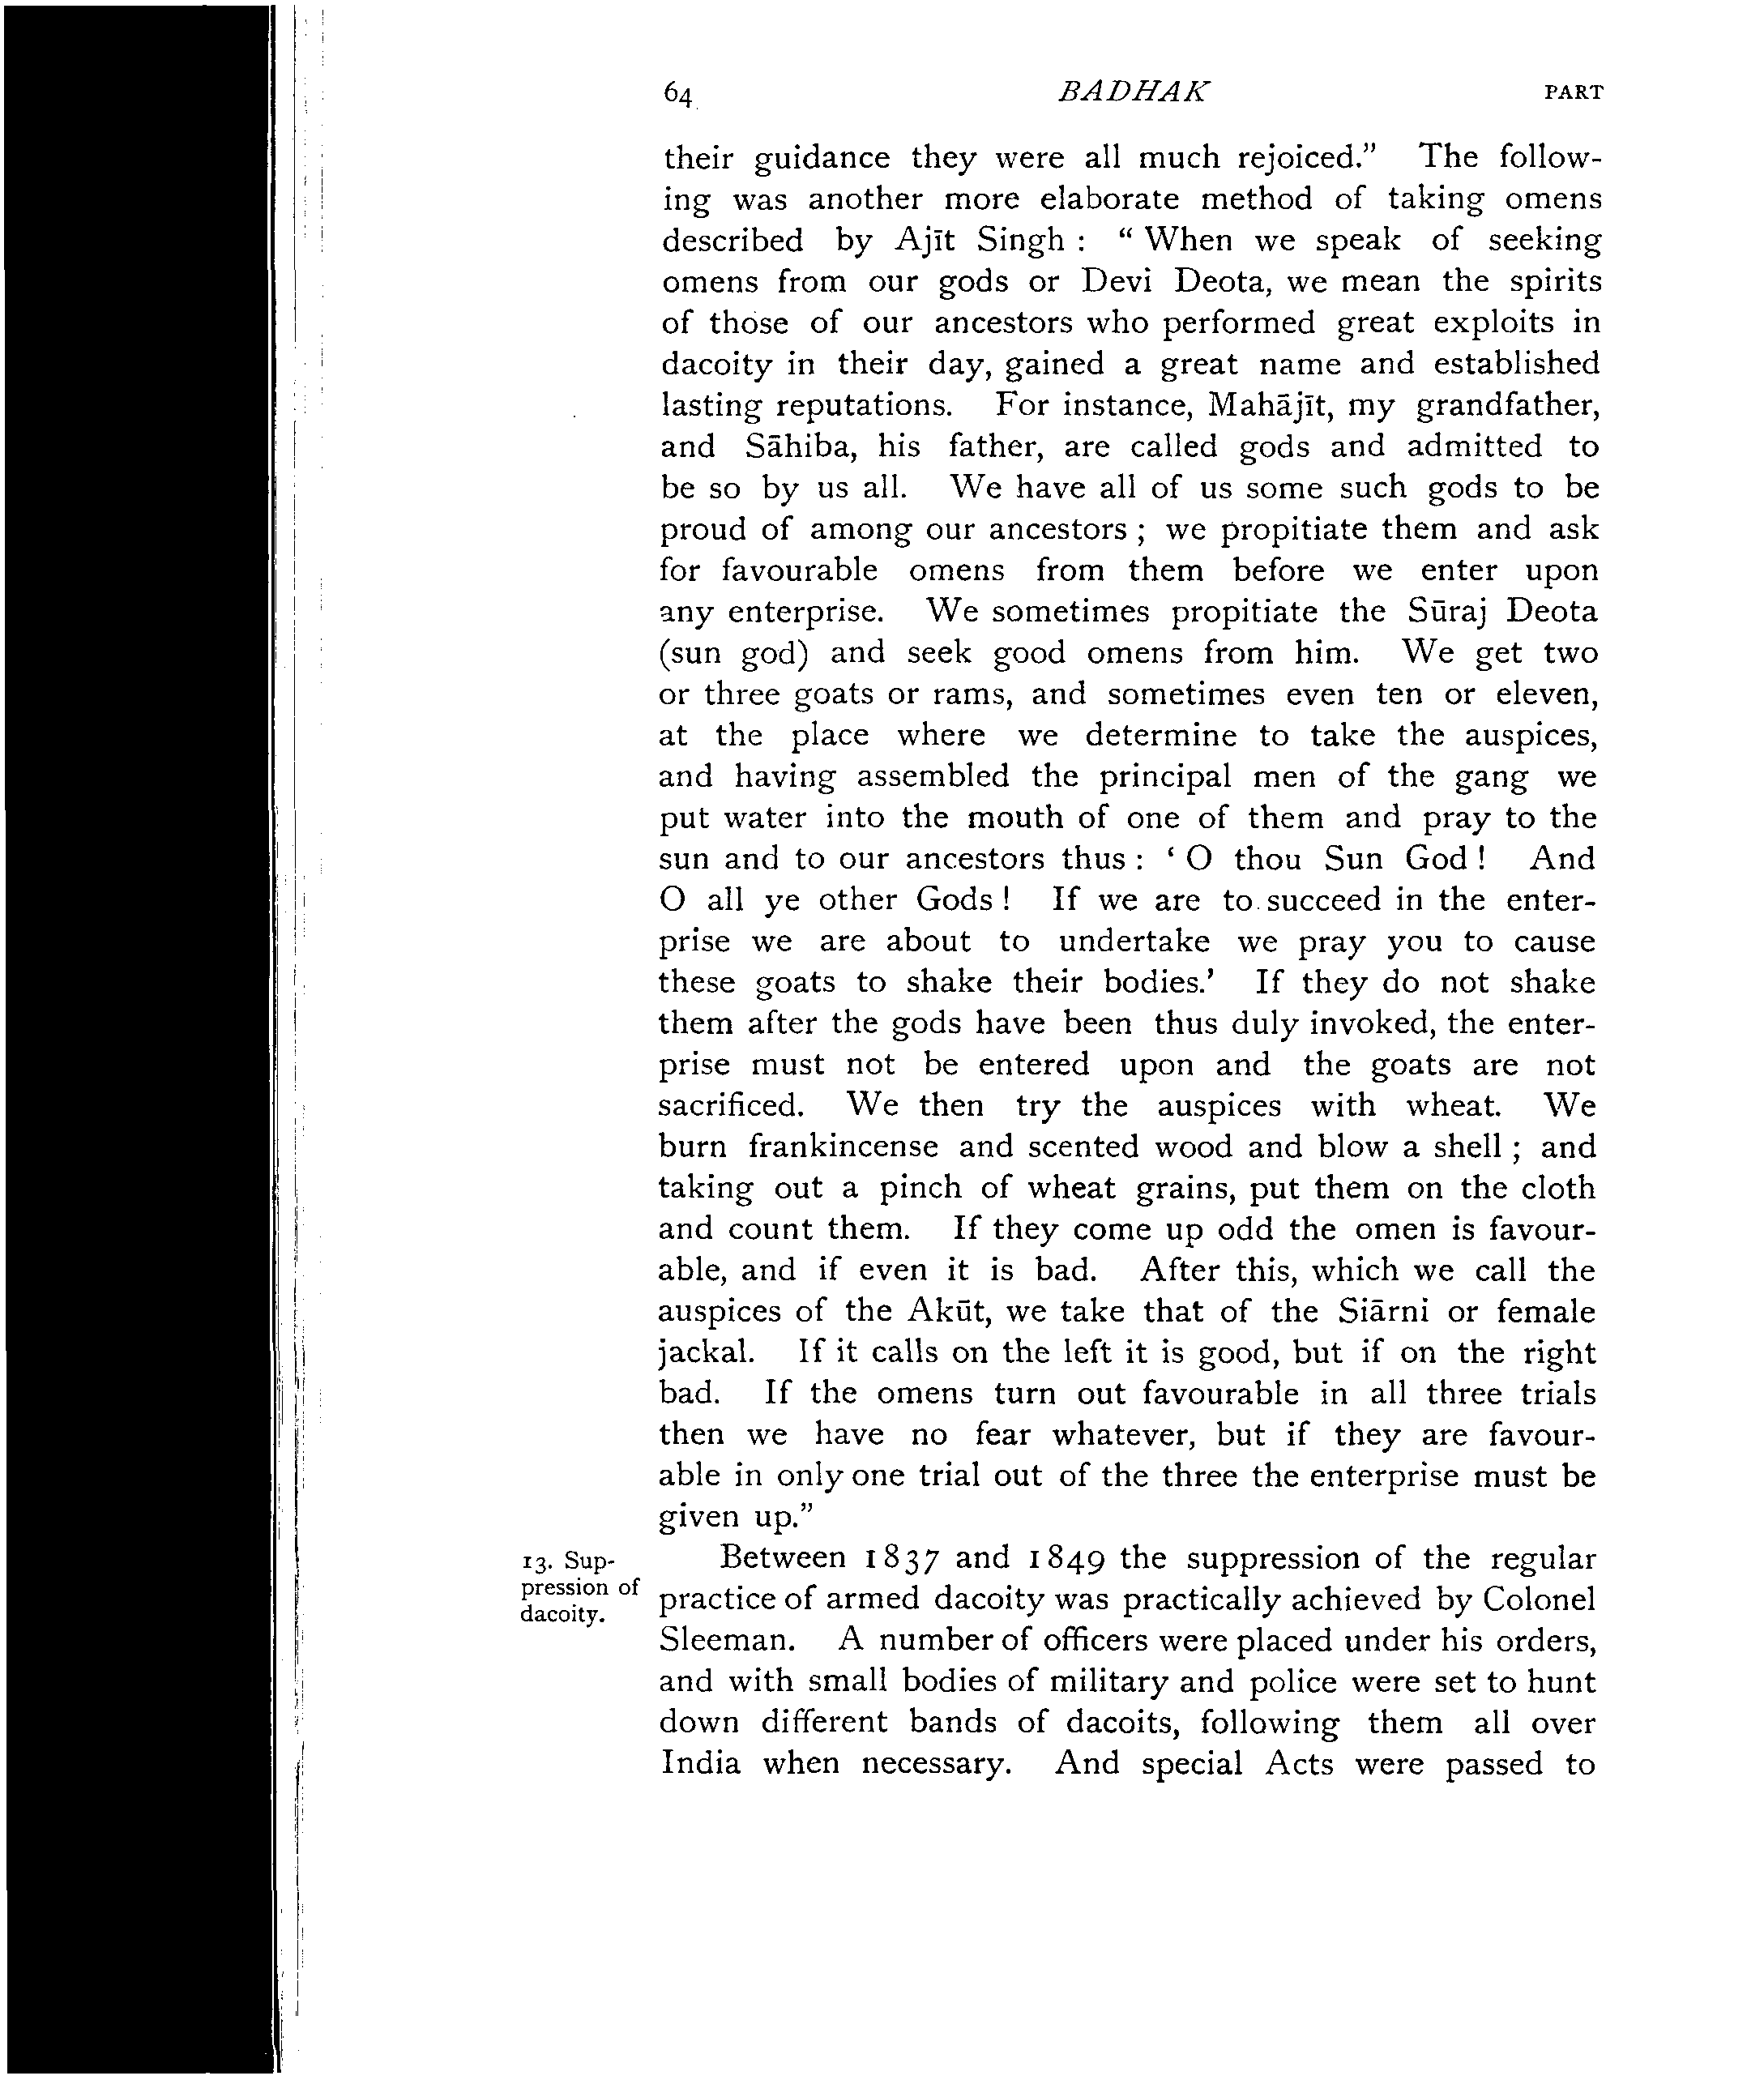 64 BADHAK PART
their guidance they were all much rejoiced.” The follow-
ing was another more elaborate method of taking omens
described by Ajīt Singh : “ When we speak of seeking
omens from our gods or Devi Deota, we mean the spirits
of those of our ancestors who performed great exploits in
dacoity in their day, gained a great name and established
lasting reputations. For instance, Mahājīt, my grandfather,
and Sāhiba, his father, are called gods and admitted to
be so by us all. We have all of us some such gods to be
proud of among our ancestors ; we propitiate them and ask
for favourable omens from them before we enter upon
any enterprise. We sometimes propitiate the Sūraj Deota
(sun god) and seek good omens from him. We get two
or three goats or rams, and sometimes even ten or eleven,
at the place where we determine to take the auspices,
and having assembled the principal men of the gang we
put water into the mouth of one of them and pray to the
sun and to our ancestors thus : ‘ O thou Sun God ! And
O all ye other Gods ! If we are to succeed in the enter-
prise we are about to undertake we pray you to cause
these goats to shake their bodies.’ If they do not shake
them after the gods have been thus duly invoked, the enter-
prise must not be entered upon and the goats are not
sacrificed. We then try the auspices with wheat. We
burn frankincense and scented wood and blow a shell ; and
taking out a pinch of wheat grains, put them on the cloth
and count them. If they come up odd the omen is favour-
able, and if even it is bad. After this, which we call the
auspices of the Akūt, we take that of the Siārni or female
jackal. If it calls on the left it is good, but if on the right
bad. If the omens turn out favourable in all three trials
then we have no fear whatever, but if they are favour-
able in only one trial out of the three the enterprise must be
given up.”
13. Sup-
pression of
dacoity.
Between 1837 and 1849 the suppression of the regular
practice of armed dacoity was practically achieved by Colonel
Sleeman. A number of officers were placed under his orders,
and with small bodies of military and police were set to hunt
down different bands of dacoits, following them all over
India when necessary. And special Acts were passed to